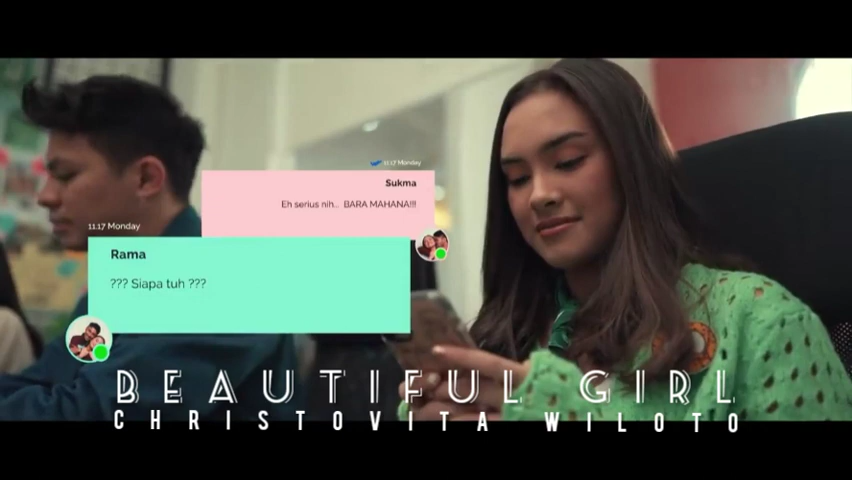 11.17 Monday
Sukma
Eh serius nih... BARA MAHANA!!!
11.17 Monday
Rama
??? Siapa tuh ???
BEAUTIFUL GIRL
CHRISTOVITA WILOTO